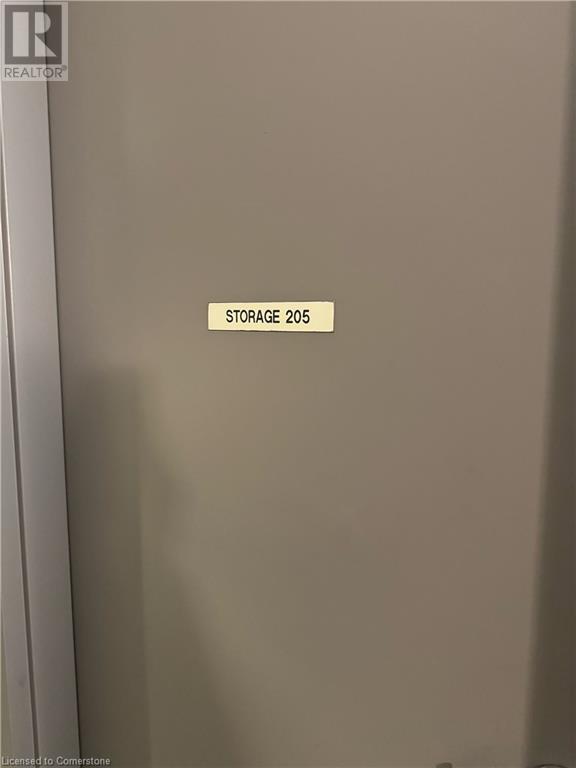 R
REALTOR®
STORAGE 205
Licensed to Cornerstone